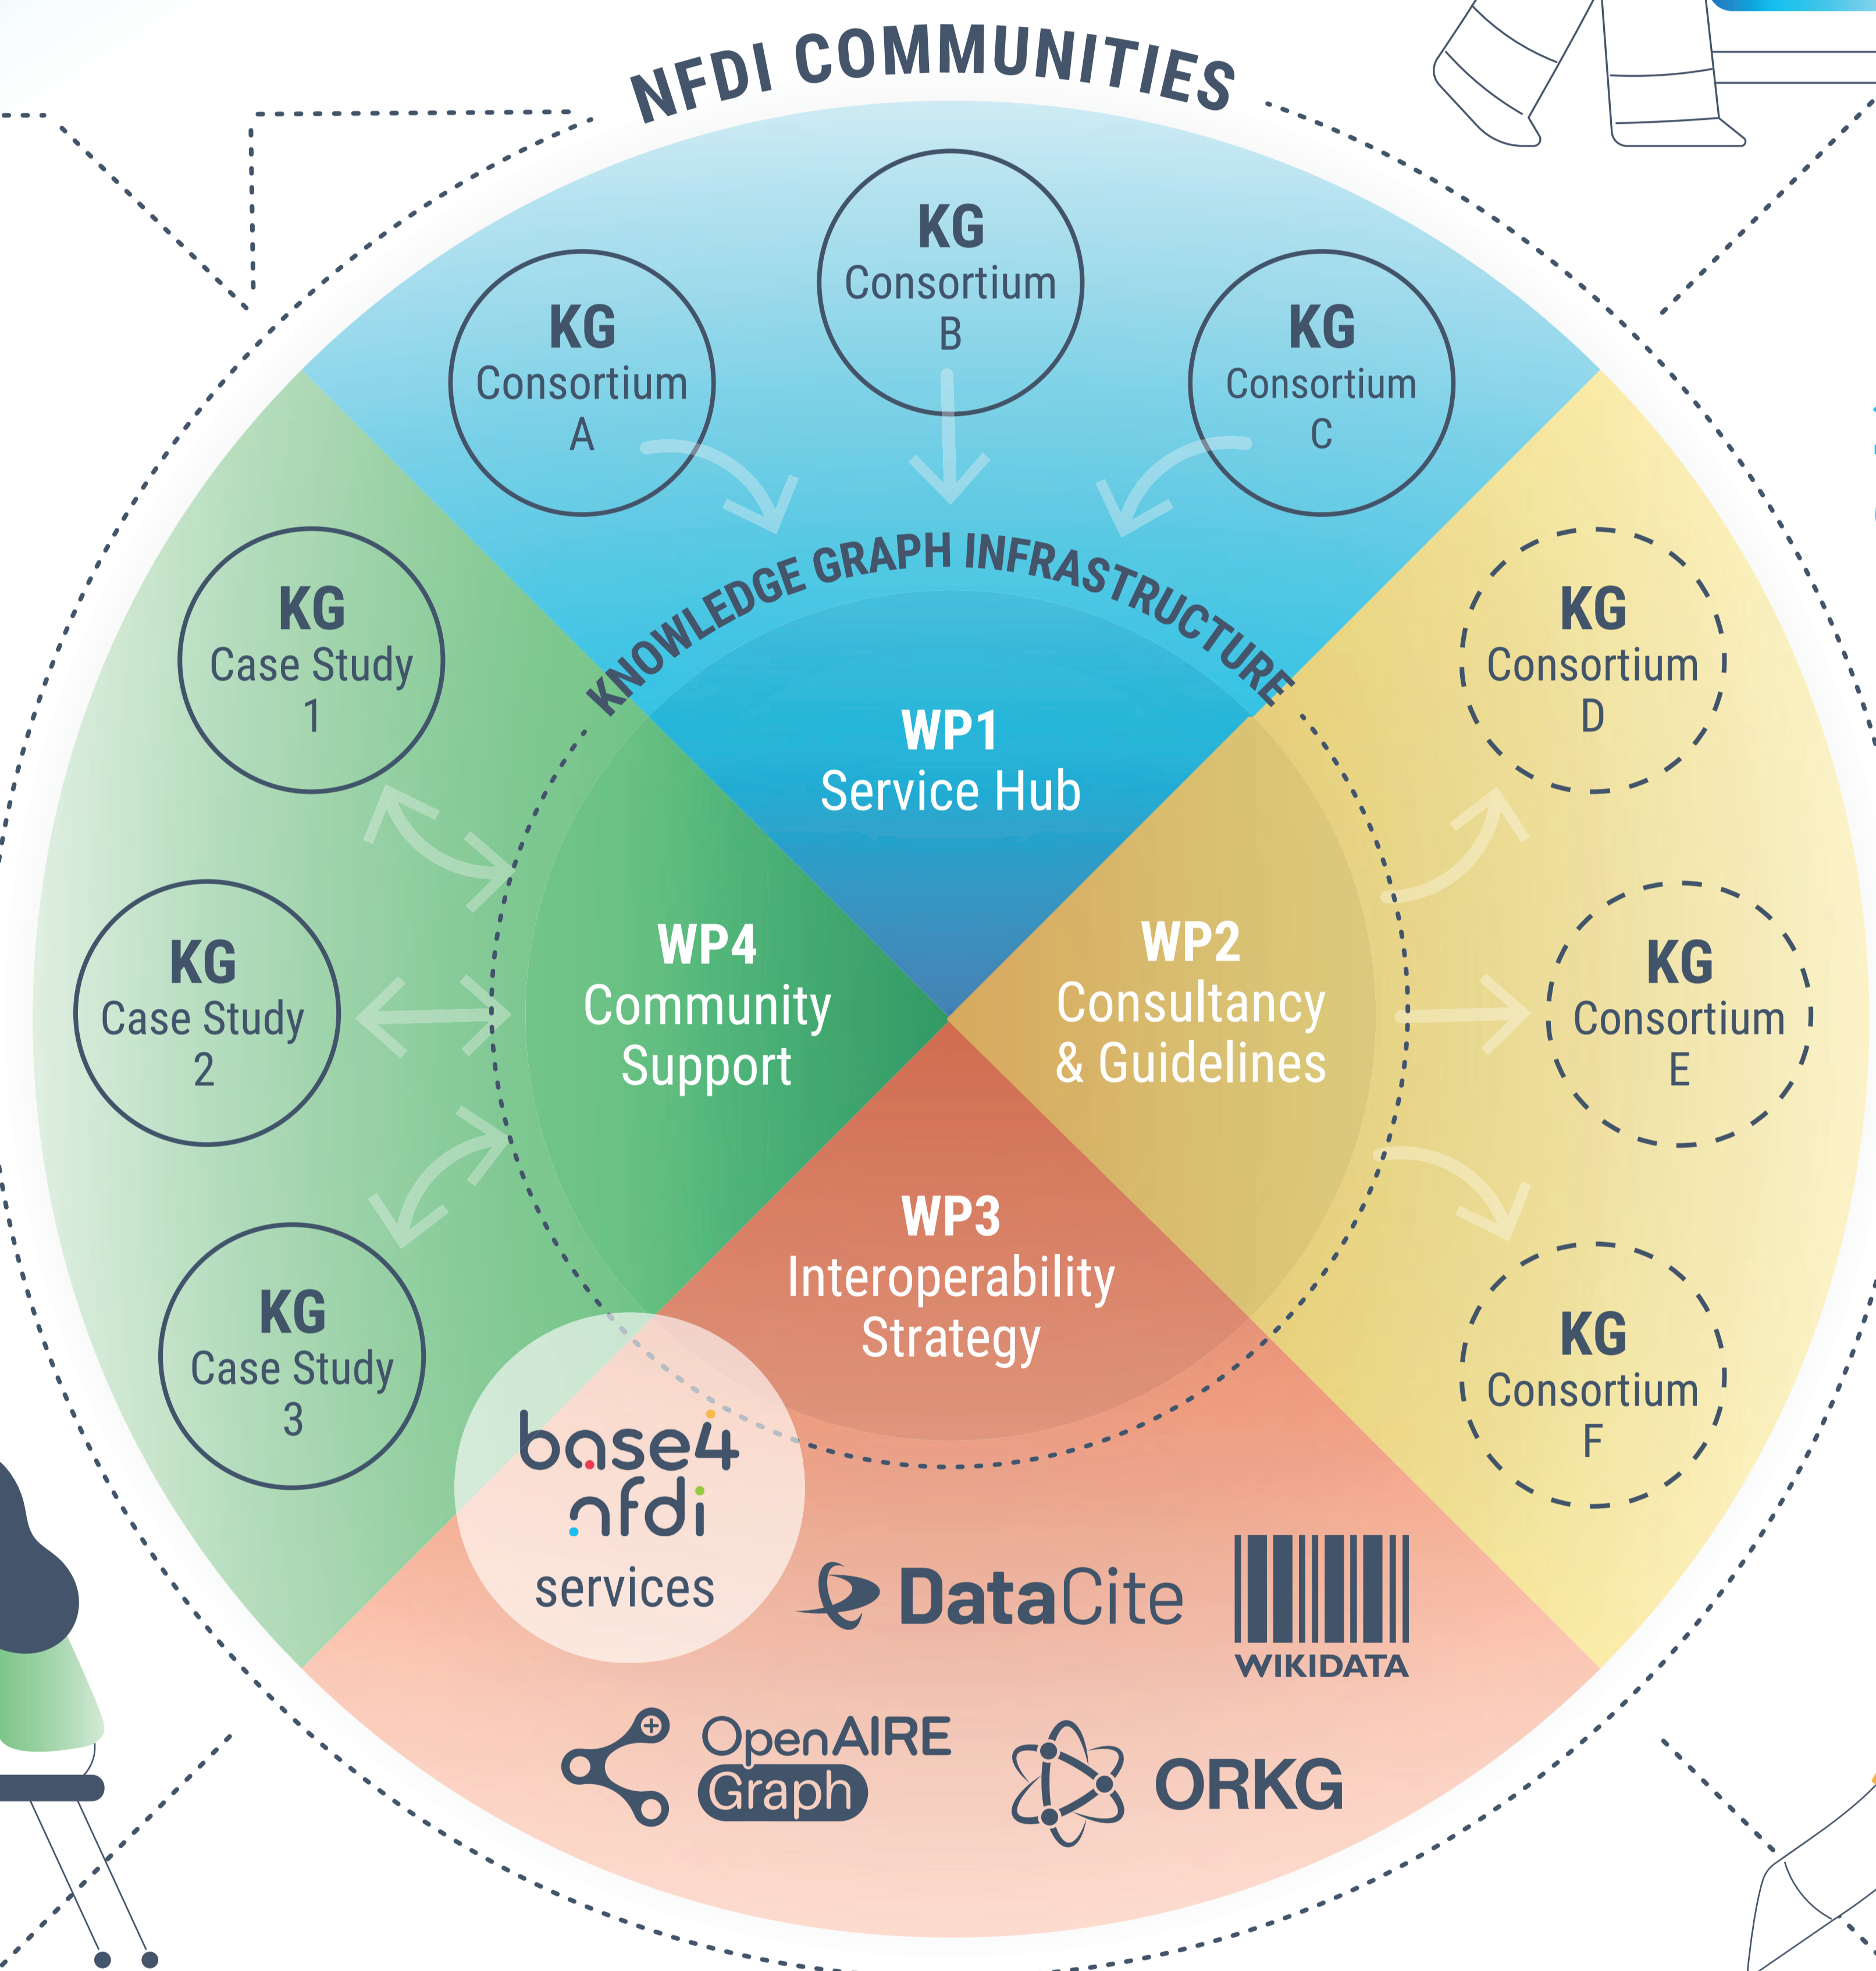 NFDI COMMUNITIES
KG
Consortium
A
KG
Consortium
B
KG
Consortium
C
KNOWLEDGE GRAPH INFRASTRUCTURE
WP1
Service Hub
KG
Case Study
1
KG
Case Study
2
KG
Case Study
3
WP4
Community
Support
WP2
Consultancy
& Guidelines
KG
Consortium
D
KG
Consortium
E
KG
Consortium
F
WP3
Interoperability
Strategy
base4
nfdi
services
DataCite
WIKIDATA
OpenAIRE
Graph
ORKG